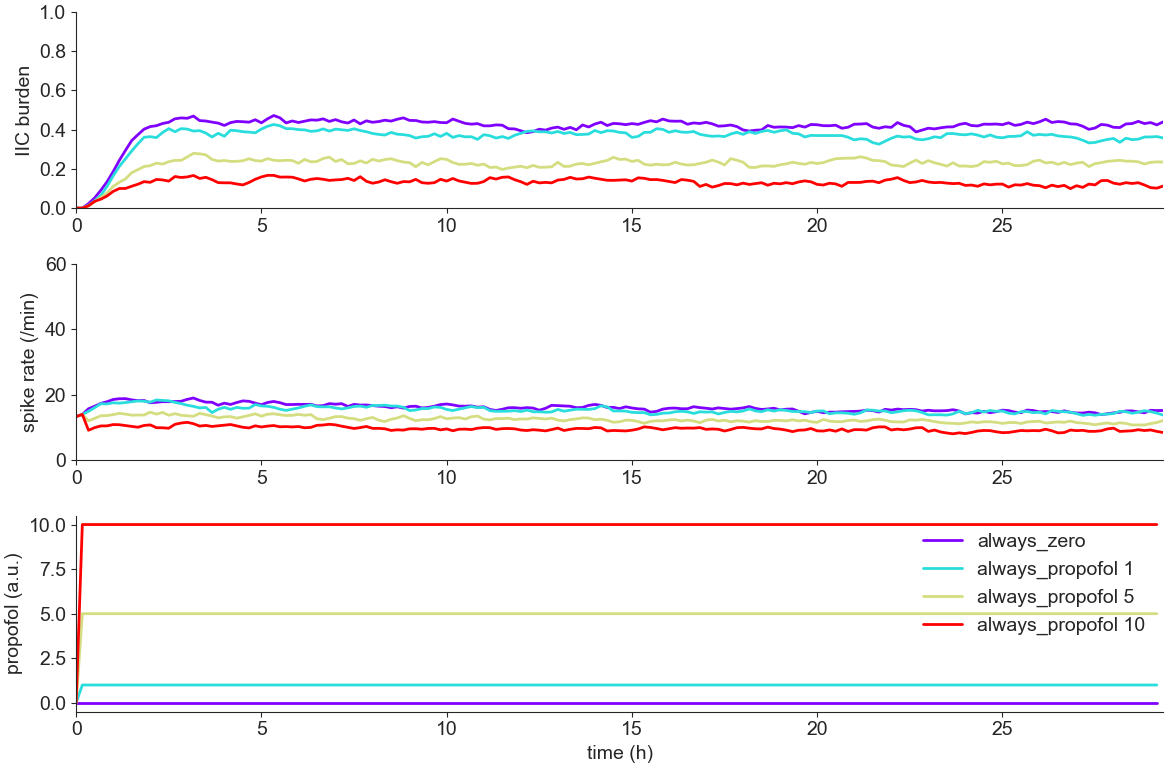 IIC burden
1.0
0.8
0.6
0.4
0.2
0.0
0 5 10 15 20 25
spike rate (/min)
60
40
20
0
0 5 10 15 20 25
propofol (a.u.)
10.0
7.5
5.0
2.5
0.0
always_zero
always_propofol 1
always_propofol 5
always_propofol 10
0 5 10 15 20 25
time (h)